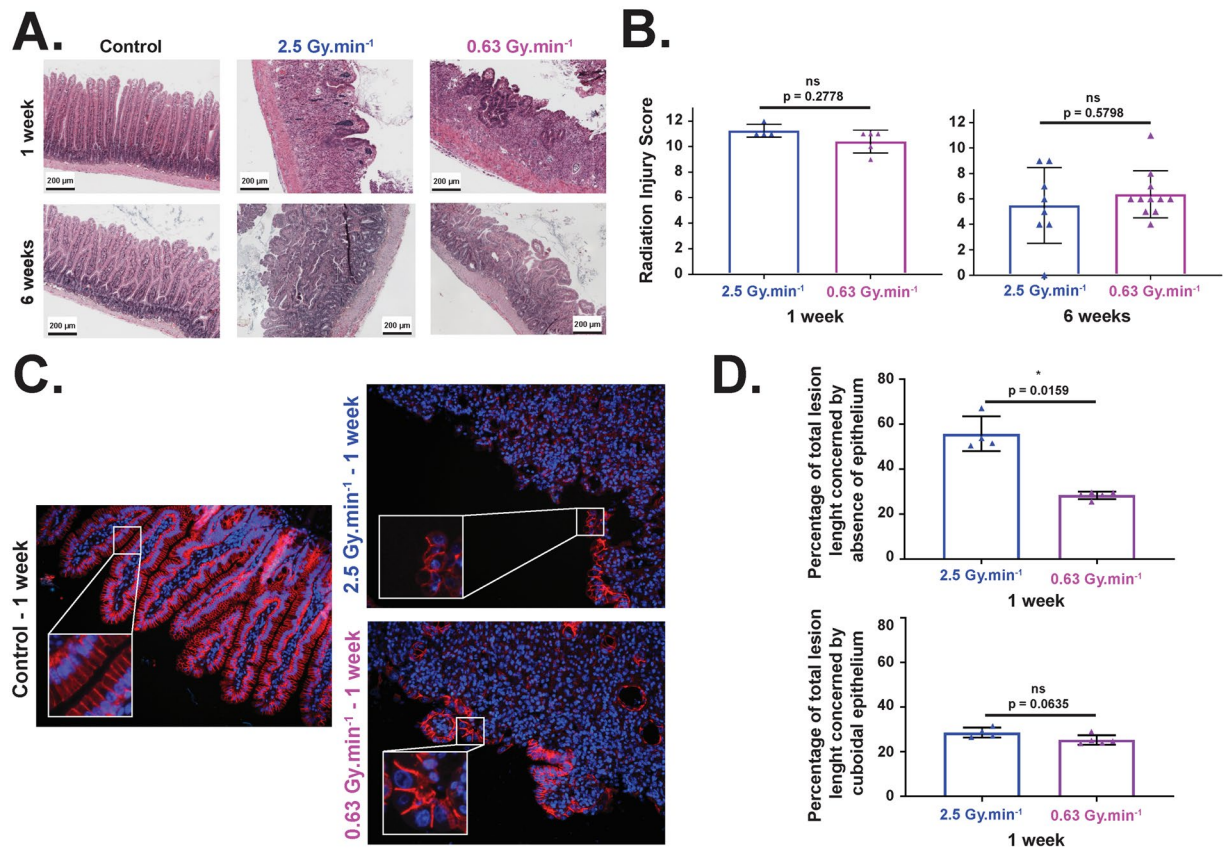 A.
Control
2.5 Gy.min⁻¹
0.63 Gy.min⁻¹
1 week
200 µm
200 µm
200 µm
6 weeks
200 µm
200 µm
200 µm
B.
Radiation Injury Score
ns
p = 0.2778
12
10
8
6
4
2
0
2.5 Gy.min⁻¹
0.63 Gy.min⁻¹
1 week
ns
p = 0.5798
12
10
8
6
4
2
0
2.5 Gy.min⁻¹
0.63 Gy.min⁻¹
6 weeks
C.
Control - 1 week
2.5 Gy.min⁻¹ - 1 week
0.63 Gy.min⁻¹ - 1 week
D.
Percentage of total lesion
lenght concerned by
absence of epithelium
*
p = 0.0159
80
60
40
20
0
2.5 Gy.min⁻¹
0.63 Gy.min⁻¹
1 week
Percentage of total lesion
lenght concerned by
cuboidal epithelium
ns
p = 0.0635
80
60
40
20
0
2.5 Gy.min⁻¹
0.63 Gy.min⁻¹
1 week